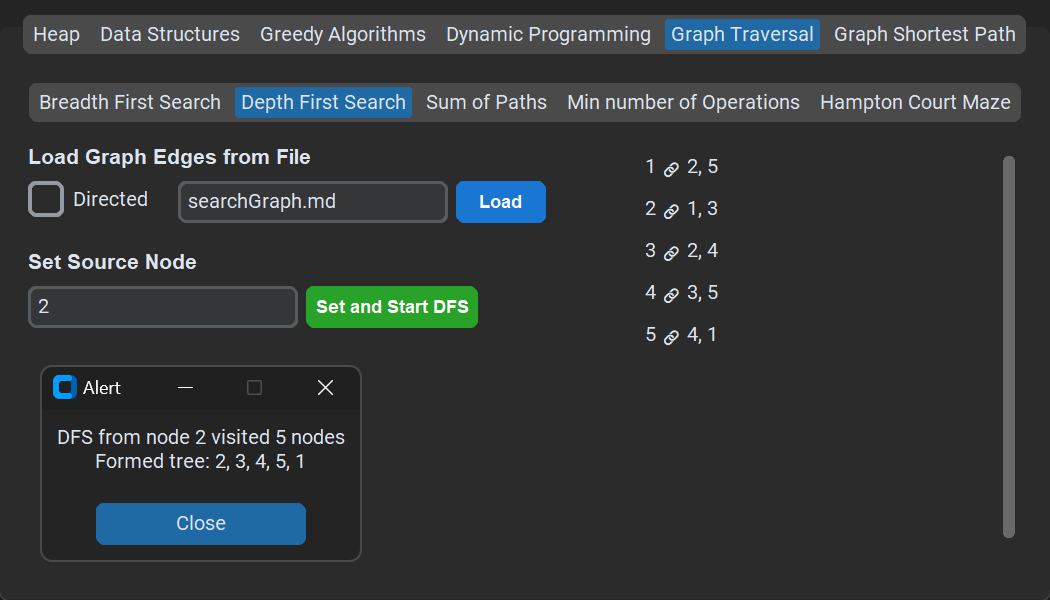 Heap Data Structures Greedy Algorithms Dynamic Programming Graph Traversal Graph Shortest Path
Breadth First Search Depth First Search Sum of Paths Min number of Operations Hampton Court Maze
Load Graph Edges from File
Directed searchGraph.md Load
Set Source Node
2 Set and Start DFS
Alert
DFS from node 2 visited 5 nodes
Formed tree: 2, 3, 4, 5, 1
Close
1 🔗 2, 5
2 🔗 1, 3
3 🔗 2, 4
4 🔗 3, 5
5 🔗 4, 1